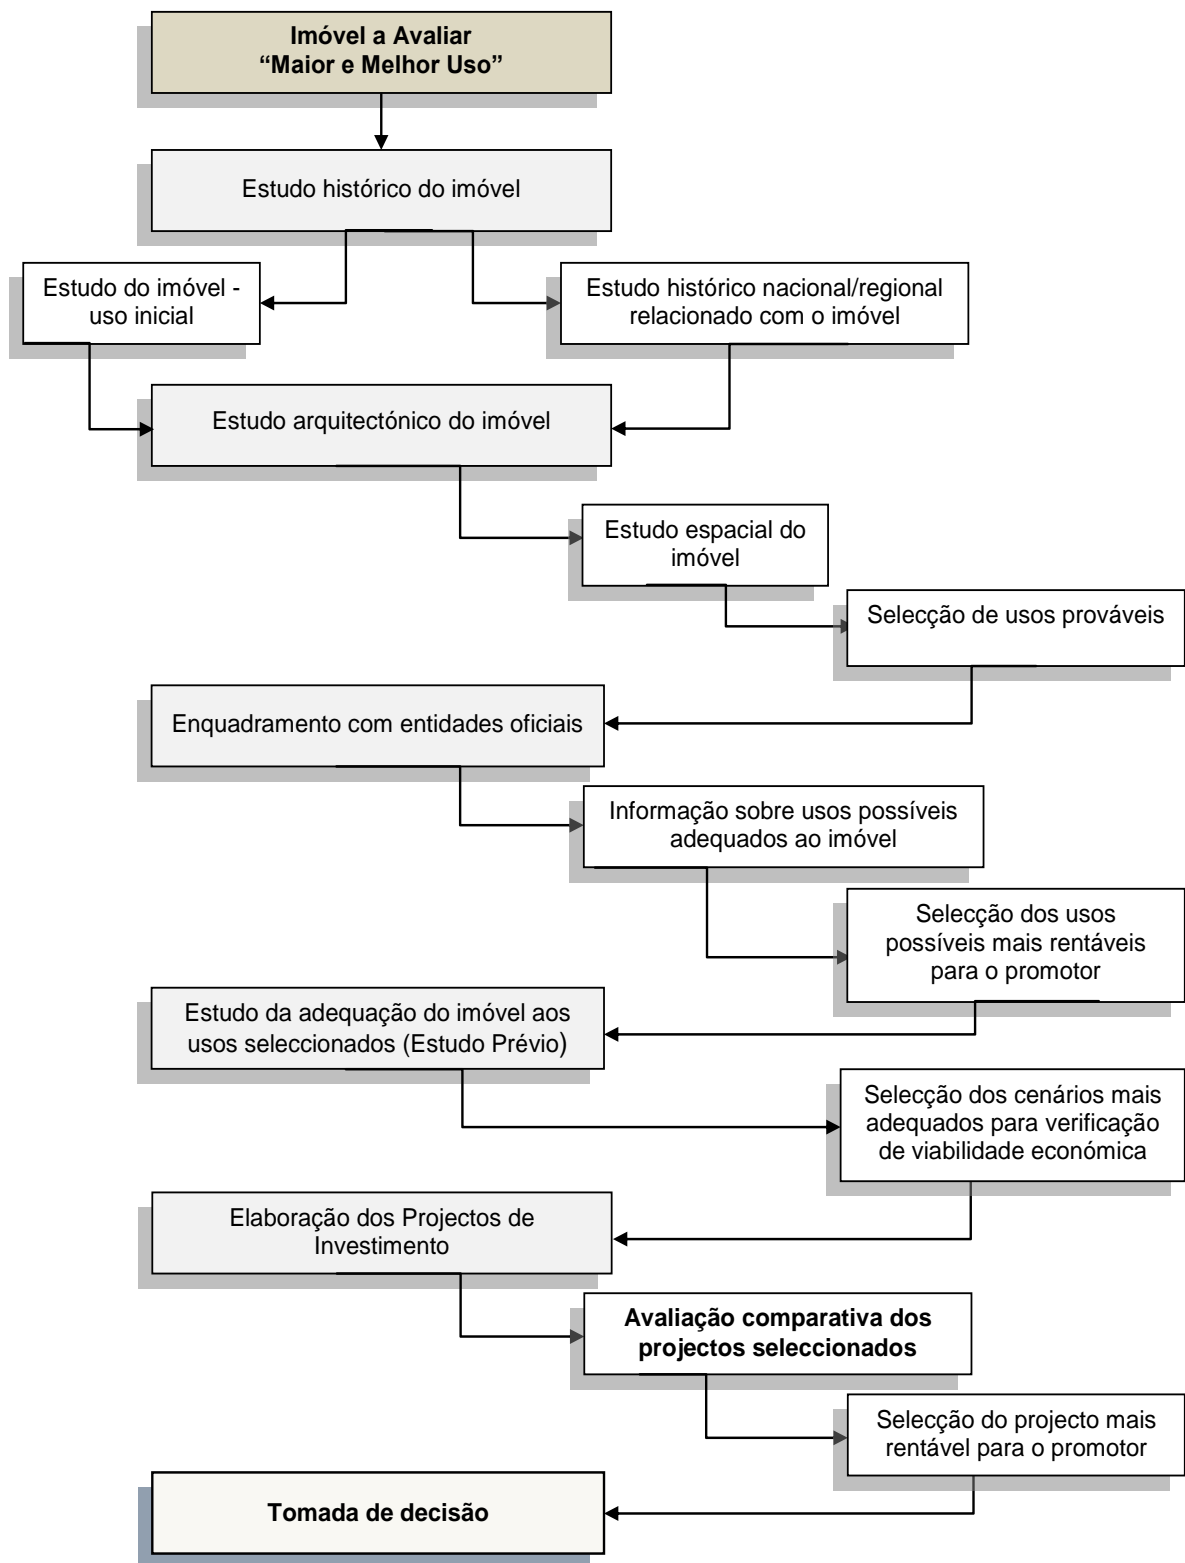 Imóvel a Avaliar
“Maior e Melhor Uso”
Estudo histórico do imóvel
Estudo do imóvel -
uso inicial
Estudo histórico nacional/regional
relacionado com o imóvel
Estudo arquitectónico do imóvel
Estudo espacial do
imóvel
Selecção de usos prováveis
Enquadramento com entidades oficiais
Informação sobre usos possíveis
adequados ao imóvel
Selecção dos usos
possíveis mais rentáveis
para o promotor
Estudo da adequação do imóvel aos
usos seleccionados (Estudo Prévio)
Selecção dos cenários mais
adequados para verificação
de viabilidade económica
Elaboração dos Projectos de
Investimento
Avaliação comparativa dos
projectos seleccionados
Selecção do projecto mais
rentável para o promotor
Tomada de decisão